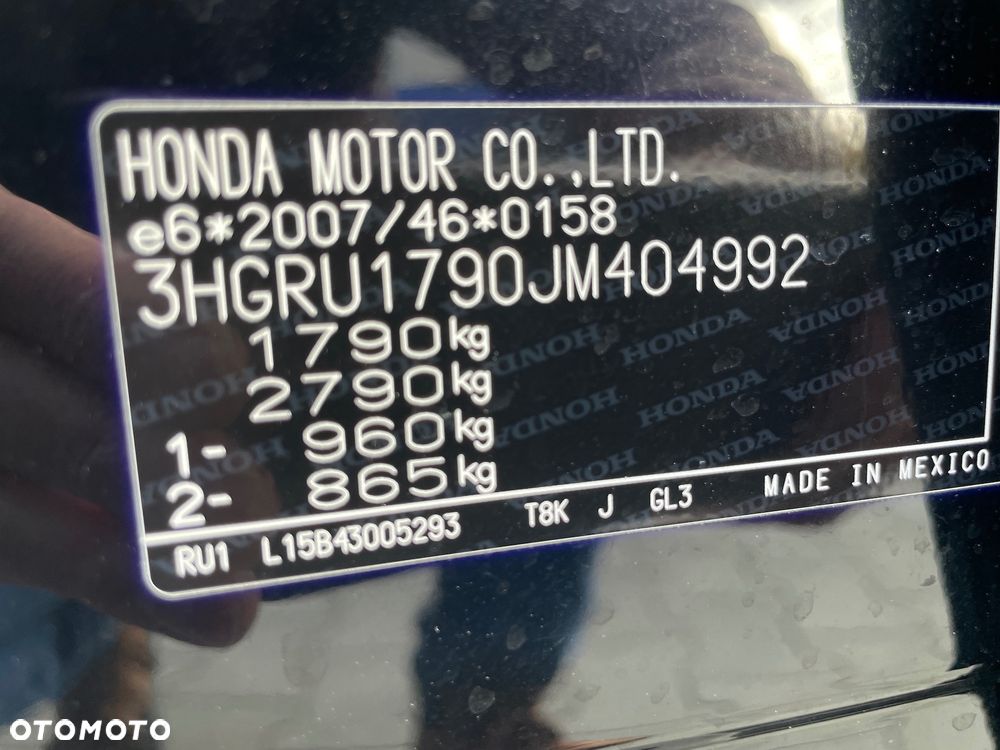 HONDA MOTOR CO.,LTD.
e6*2007/46*0158
3HGRU1790JM404992
1790kg
2790kg
1- 960kg
2- 865kg
RU1 L15B43005293 T8K J GL3 MADE IN MEXICO
OTOMOTO